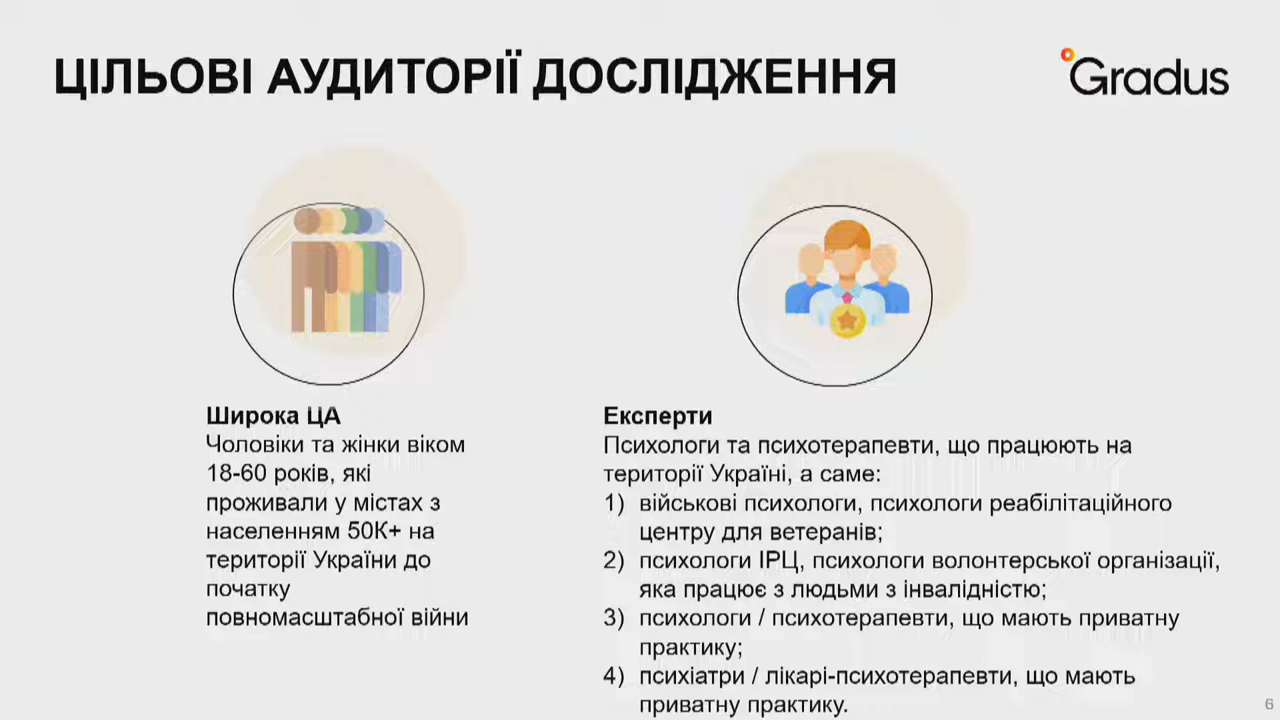 ЦІЛЬОВІ АУДИТОРІЇ ДОСЛІДЖЕННЯ
Gradus
Широка ЦА
Чоловіки та жінки віком
18-60 років, які
проживали у містах з
населенням 50К+ на
території України до
початку
повномасштабної війни
Експерти
Психологи та психотерапевти, що працюють на
території Україні, а саме:
1) військові психологи, психологи реабілітаційного
центру для ветеранів;
2) психологи ІРЦ, психологи волонтерської організації,
яка працює з людьми з інвалідністю;
3) психологи / психотерапевти, що мають приватну
практику;
4) психіатри / лікарі-психотерапевти, що мають
приватну практику.
6